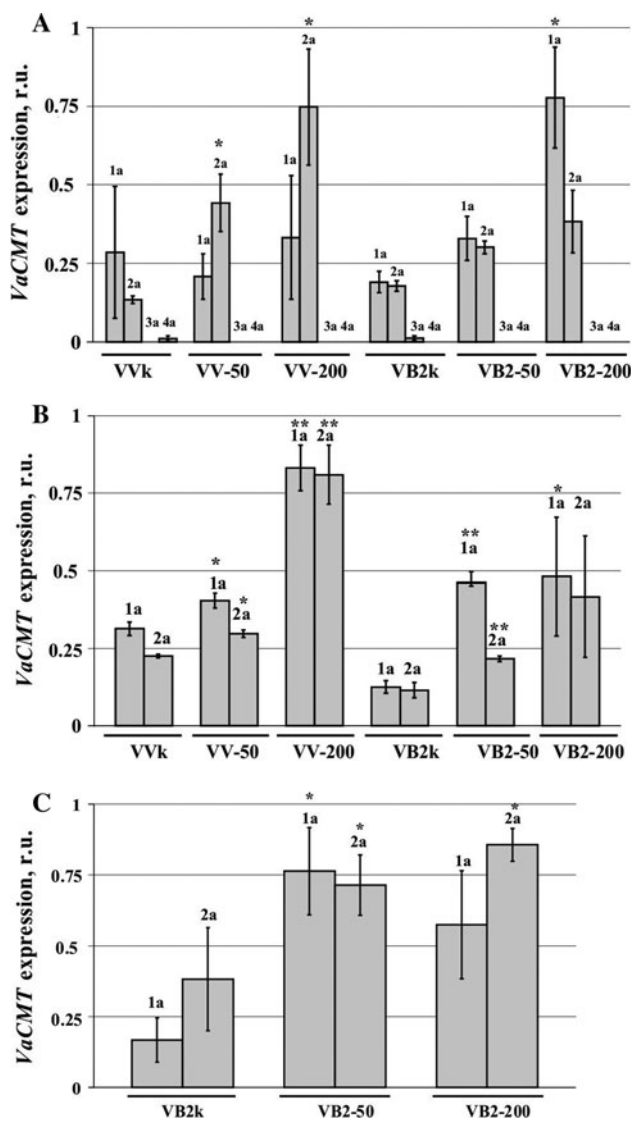 A
VaCMT expression, r.u.
1
0.75
0.5
0.25
0
1a 2a 3a 4a
1a * 2a 3a 4a
1a * 2a 3a 4a
1a 2a 3a 4a
1a 2a 3a 4a
* 1a 2a 3a 4a
VVk VV-50 VV-200 VB2k VB2-50 VB2-200
B
VaCMT expression, r.u.
1
0.75
0.5
0.25
0
1a 2a
* 1a * 2a
** 1a ** 2a
1a 2a
** 1a ** 2a
* 1a 2a
VVk VV-50 VV-200 VB2k VB2-50 VB2-200
C
VaCMT expression, r.u.
1
0.75
0.5
0.25
0
1a 2a
* 1a * 2a
1a * 2a
VB2k VB2-50 VB2-200